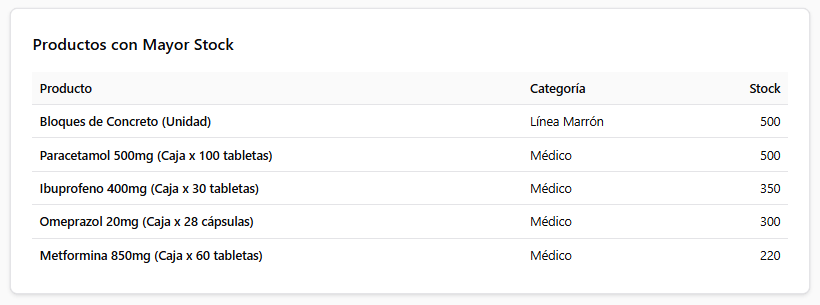 Productos con Mayor Stock
Producto Categoría Stock
Bloques de Concreto (Unidad) Línea Marrón 500
Paracetamol 500mg (Caja x 100 tabletas) Médico 500
Ibuprofeno 400mg (Caja x 30 tabletas) Médico 350
Omeprazol 20mg (Caja x 28 cápsulas) Médico 300
Metformina 850mg (Caja x 60 tabletas) Médico 220